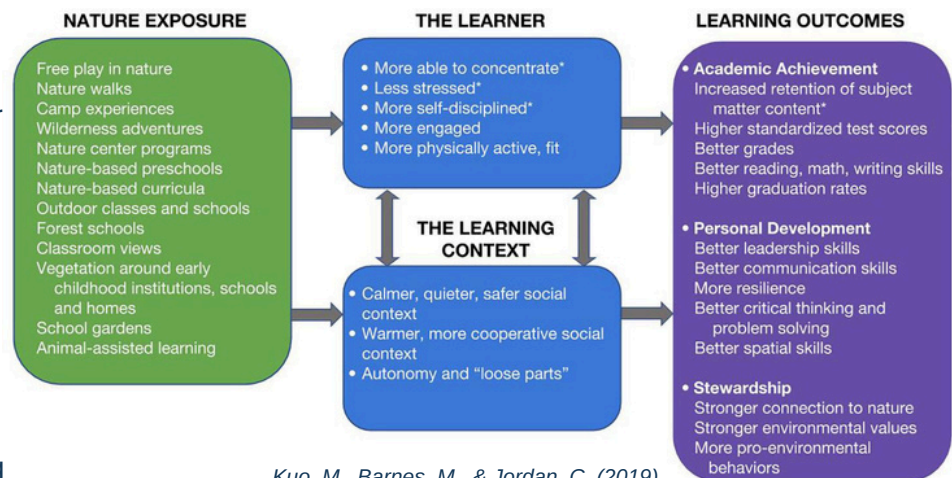 NATURE EXPOSURE
Free play in nature
Nature walks
Camp experiences
Wilderness adventures
Nature center programs
Nature-based preschools
Nature-based curricula
Outdoor classes and schools
Forest schools
Classroom views
Vegetation around early
childhood institutions, schools
and homes
School gardens
Animal-assisted learning
THE LEARNER
• More able to concentrate*
• Less stressed*
• More self-disciplined*
• More engaged
• More physically active, fit
THE LEARNING
CONTEXT
• Calmer, quieter, safer social
context
• Warmer, more cooperative social
context
• Autonomy and “loose parts”
LEARNING OUTCOMES
• Academic Achievement
Increased retention of subject
matter content*
Higher standardized test scores
Better grades
Better reading, math, writing skills
Higher graduation rates
• Personal Development
Better leadership skills
Better communication skills
More resilience
Better critical thinking and
problem solving
Better spatial skills
• Stewardship
Stronger connection to nature
Stronger environmental values
More pro-environmental
behaviors
Kuo, M., Barnes, M., & Jordan, C. (2019)